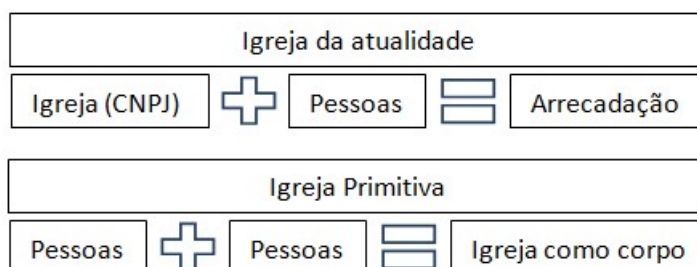 Igreja da atualidade
Igreja (CNPJ) Pessoas Arrecadação
Igreja Primitiva
Pessoas Pessoas Igreja como corpo